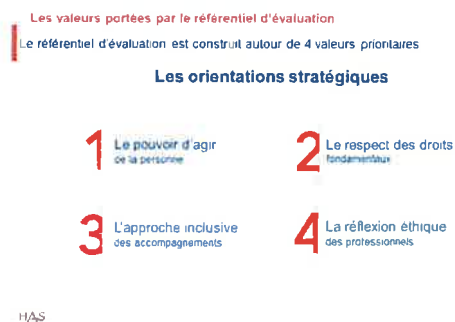 Les valeurs portées par le référentiel d'évaluation
Le référentiel d'évaluation est construit autour de 4 valeurs prioritaires
Les orientations stratégiques
1 Le pouvoir d'agir
de la personne
2 Le respect des droits
fondamentaux
3 L'approche inclusive
des accompagnements
4 La réflexion éthique
des professionnels
HAS